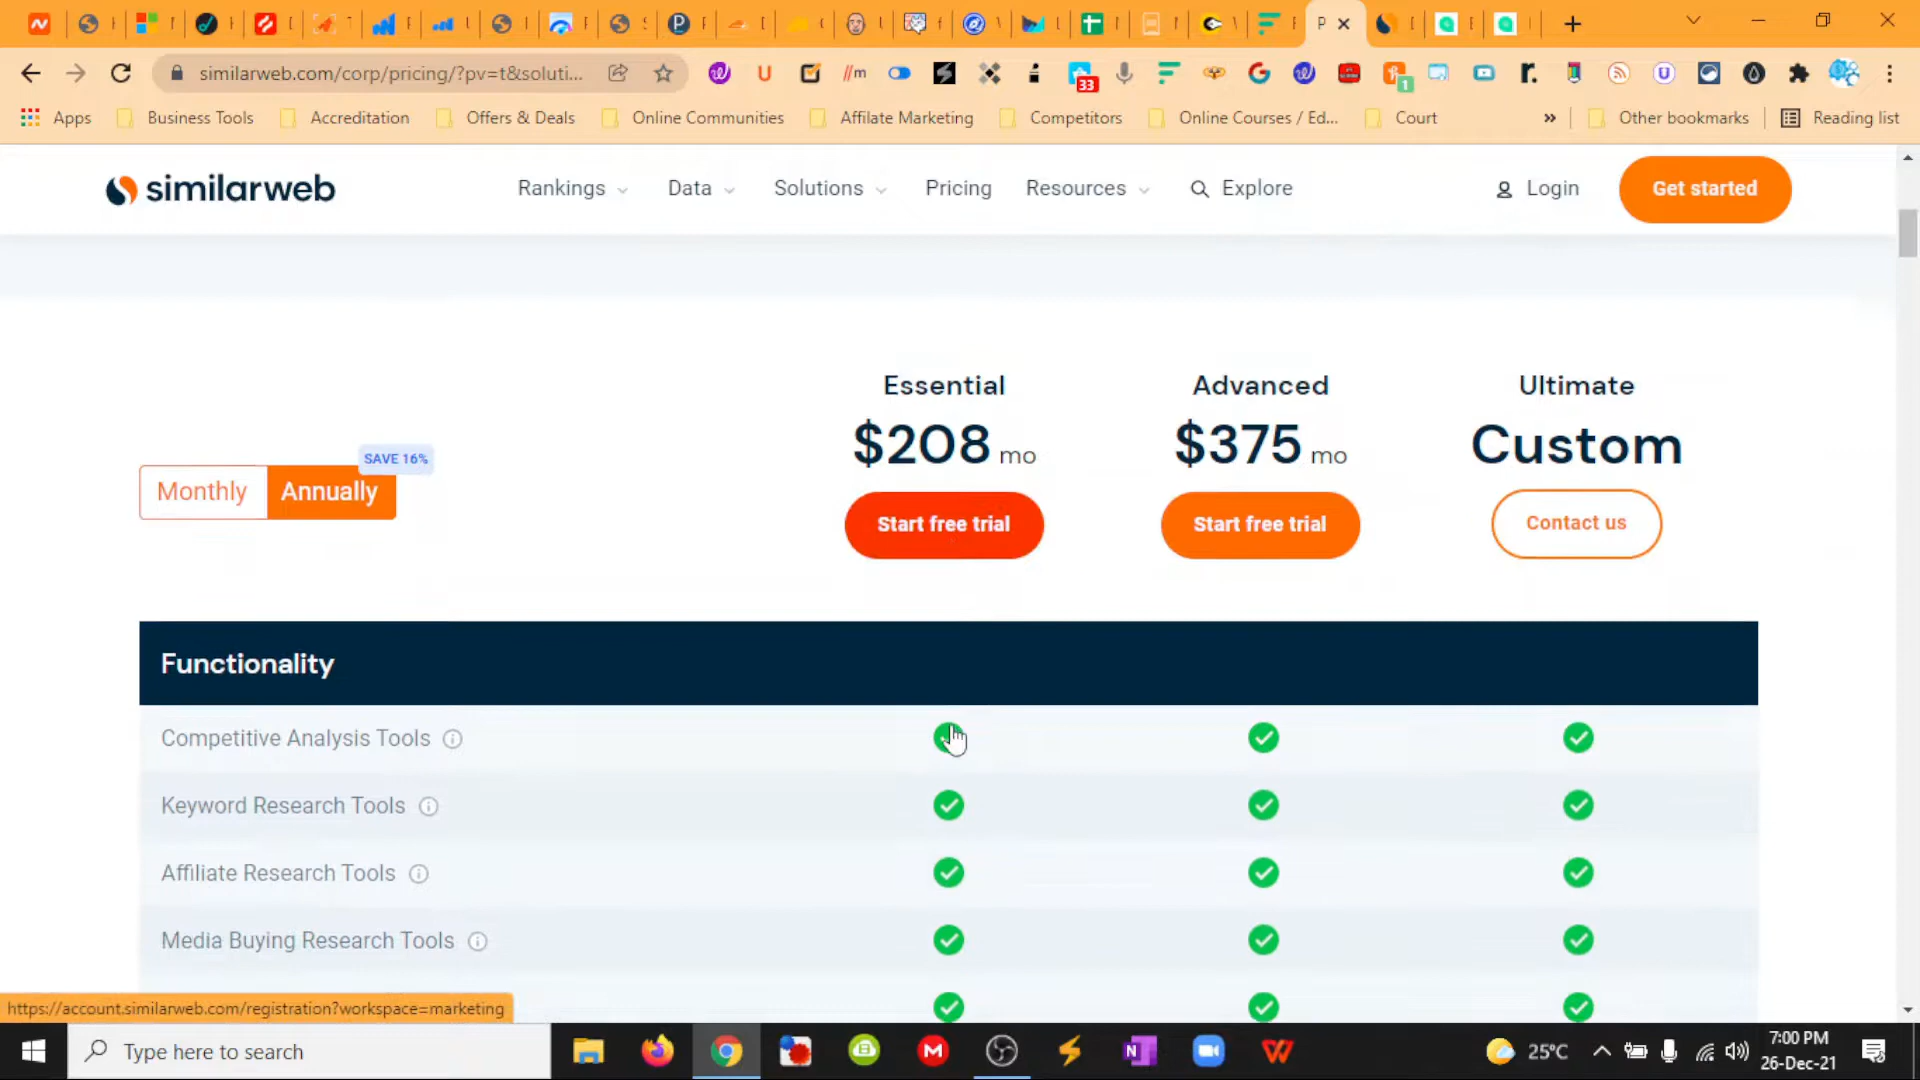 P
similarweb.com/corp/pricing/?pv=t&soluti...
33
1
Apps
Business Tools
Accreditation
Offers & Deals
Online Communities
Affilate Marketing
Competitors
Online Courses / Ed...
Court
»
Other bookmarks
Reading list
similarweb
Rankings
Data
Solutions
Pricing
Resources
Explore
Login
Get started
Essential
Advanced
Ultimate
$208 mo
$375 mo
Custom
SAVE 16%
Monthly
Annually
Start free trial
Start free trial
Contact us
Functionality
Competitive Analysis Tools
Keyword Research Tools
Affiliate Research Tools
Media Buying Research Tools
https://account.similarweb.com/registration?workspace=marketing
Type here to search
25°C
7:00 PM
26-Dec-21